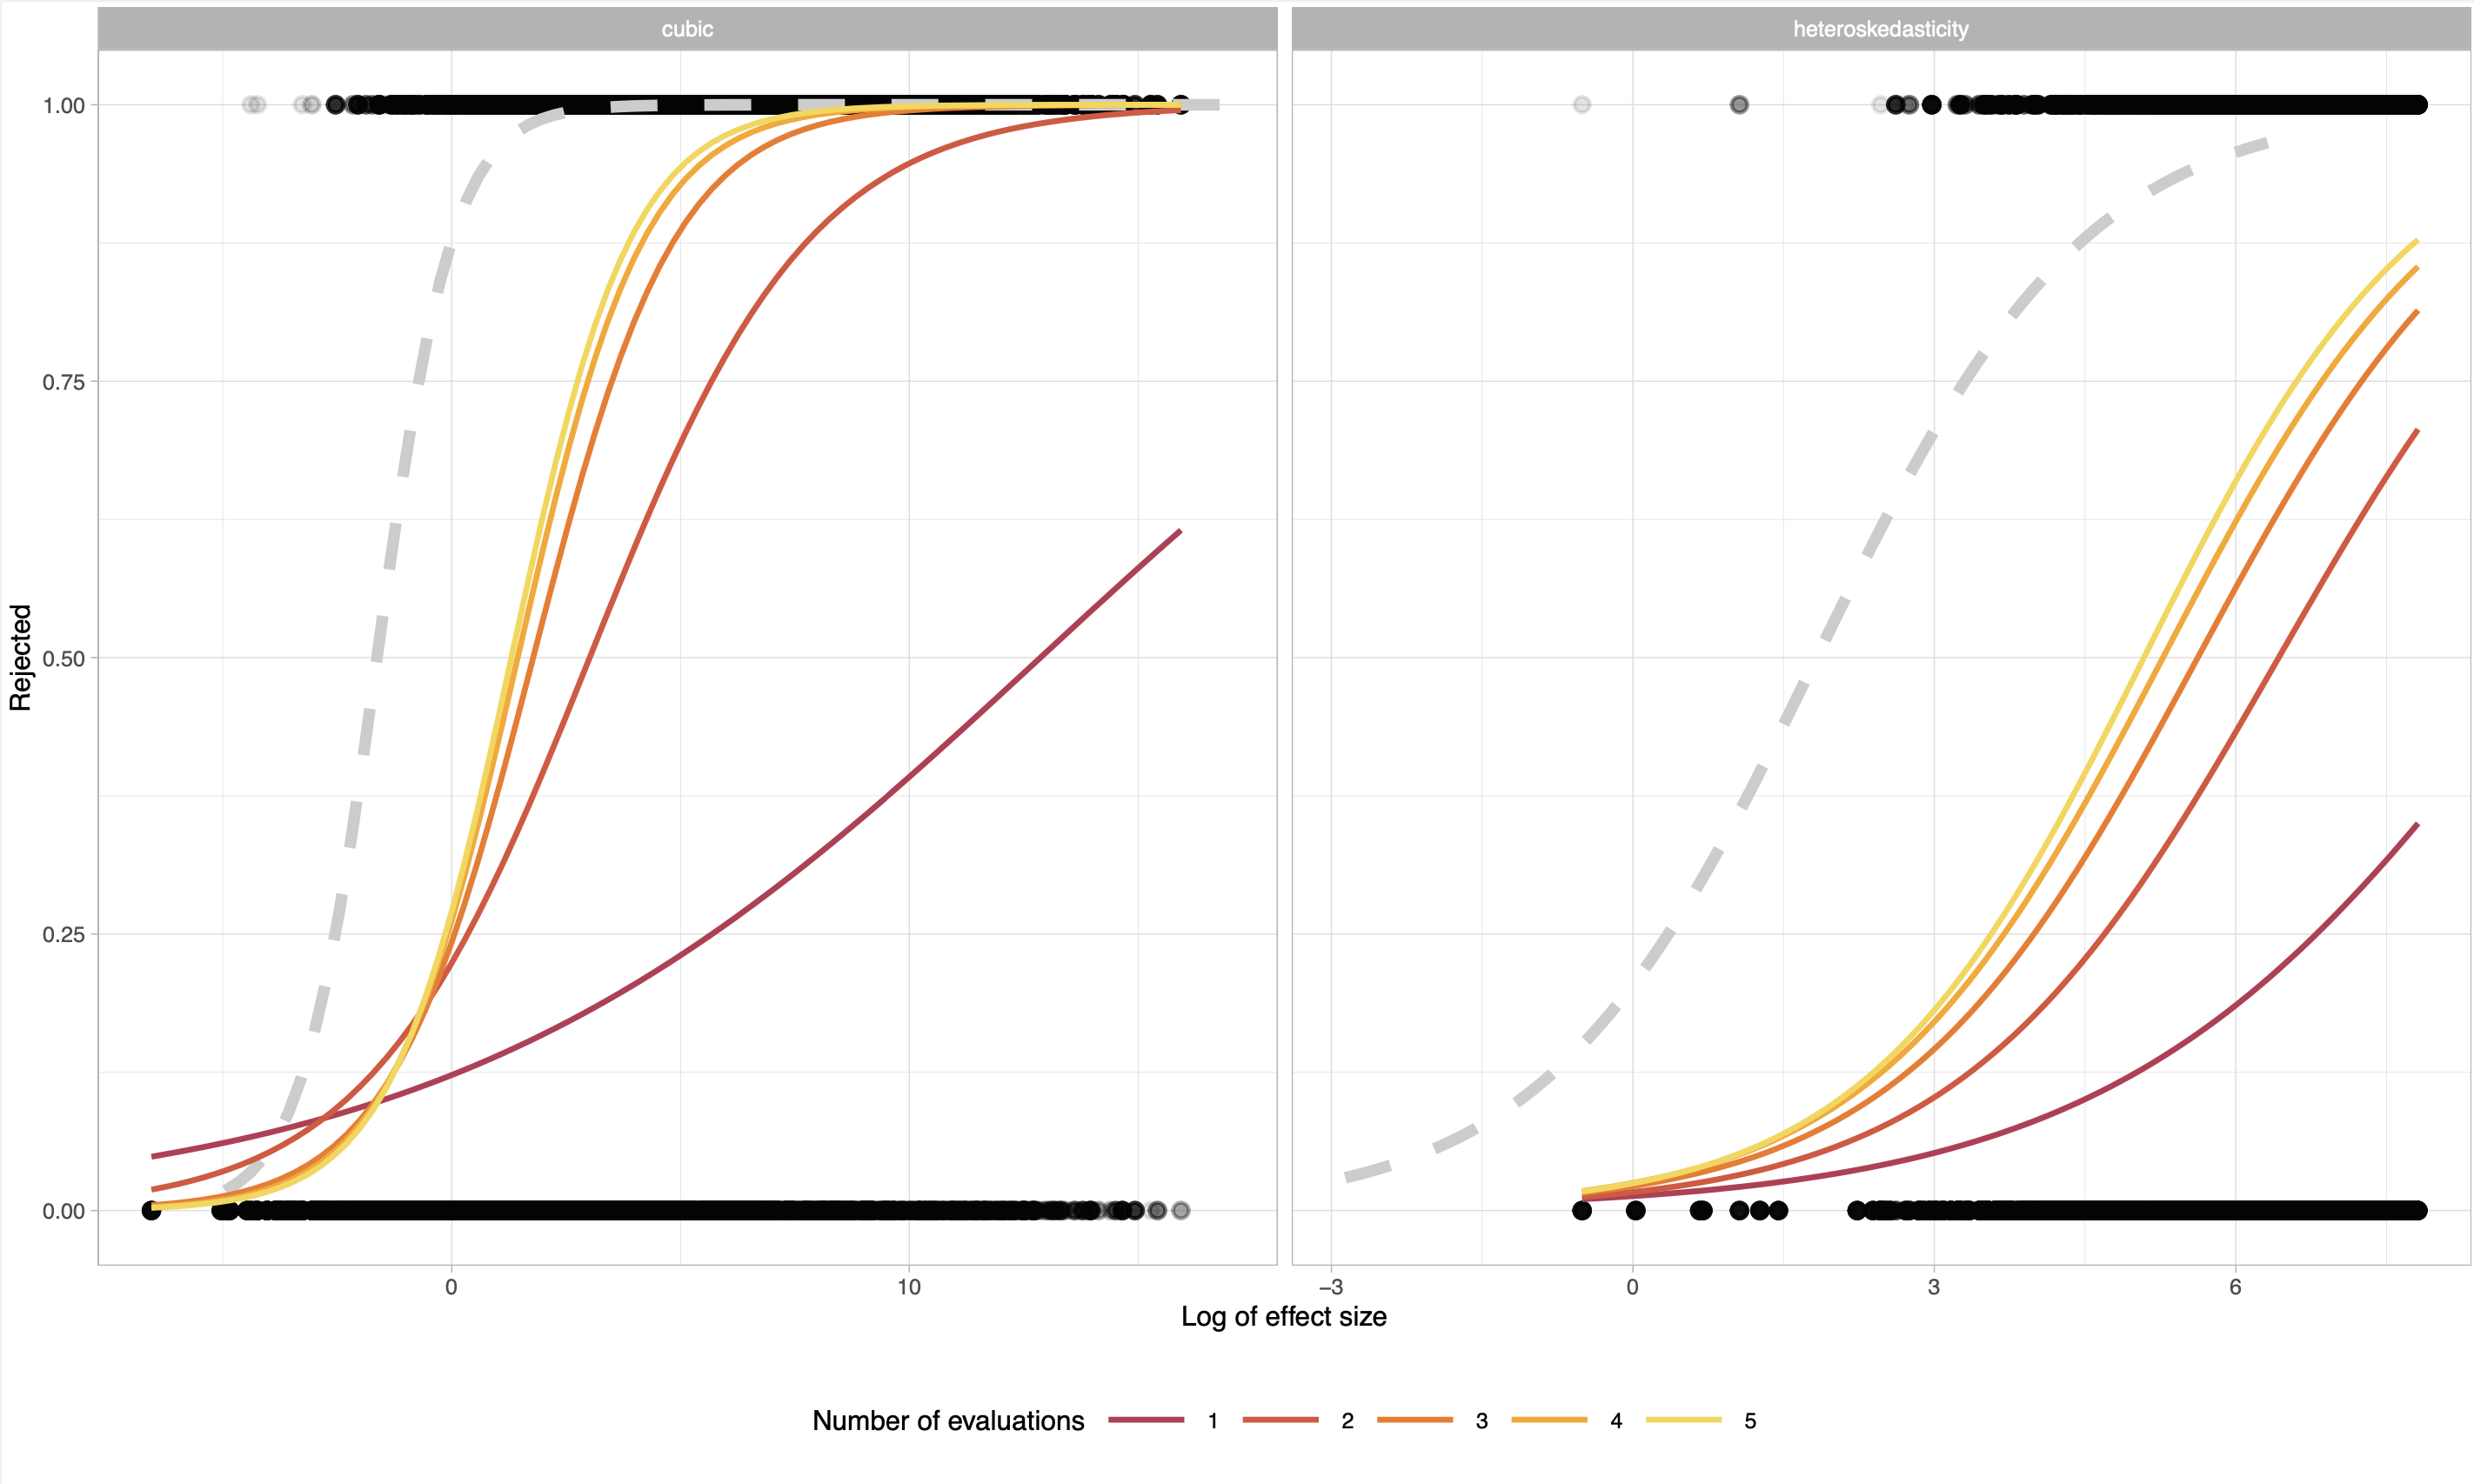 cubic
heteroskedasticity
1.00
0.75
0.50
0.25
0.00
Rejected
0 10
−3 0 3 6
Log of effect size
Number of evaluations 1 2 3 4 5